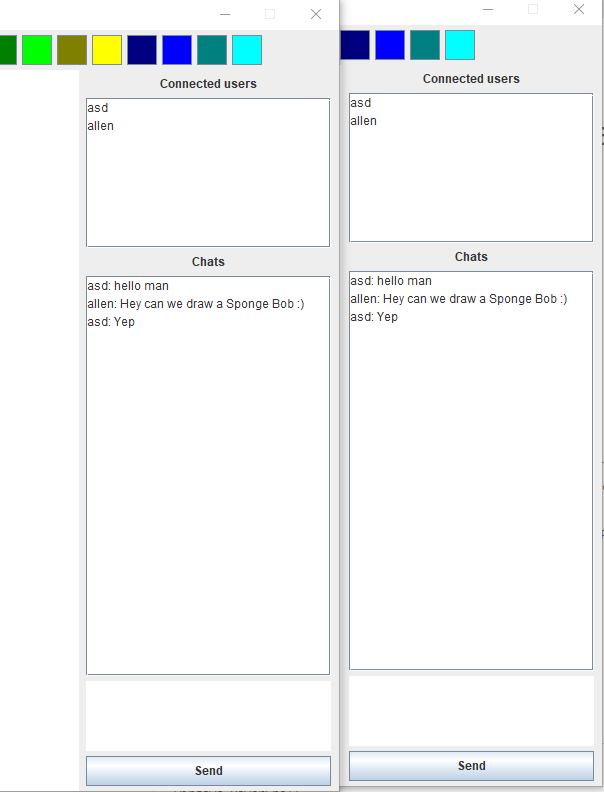 Connected users
asd
allen
Chats
asd: hello man
allen: Hey can we draw a Sponge Bob :)
asd: Yep
Send
Connected users
asd
allen
Chats
asd: hello man
allen: Hey can we draw a Sponge Bob :)
asd: Yep
Send